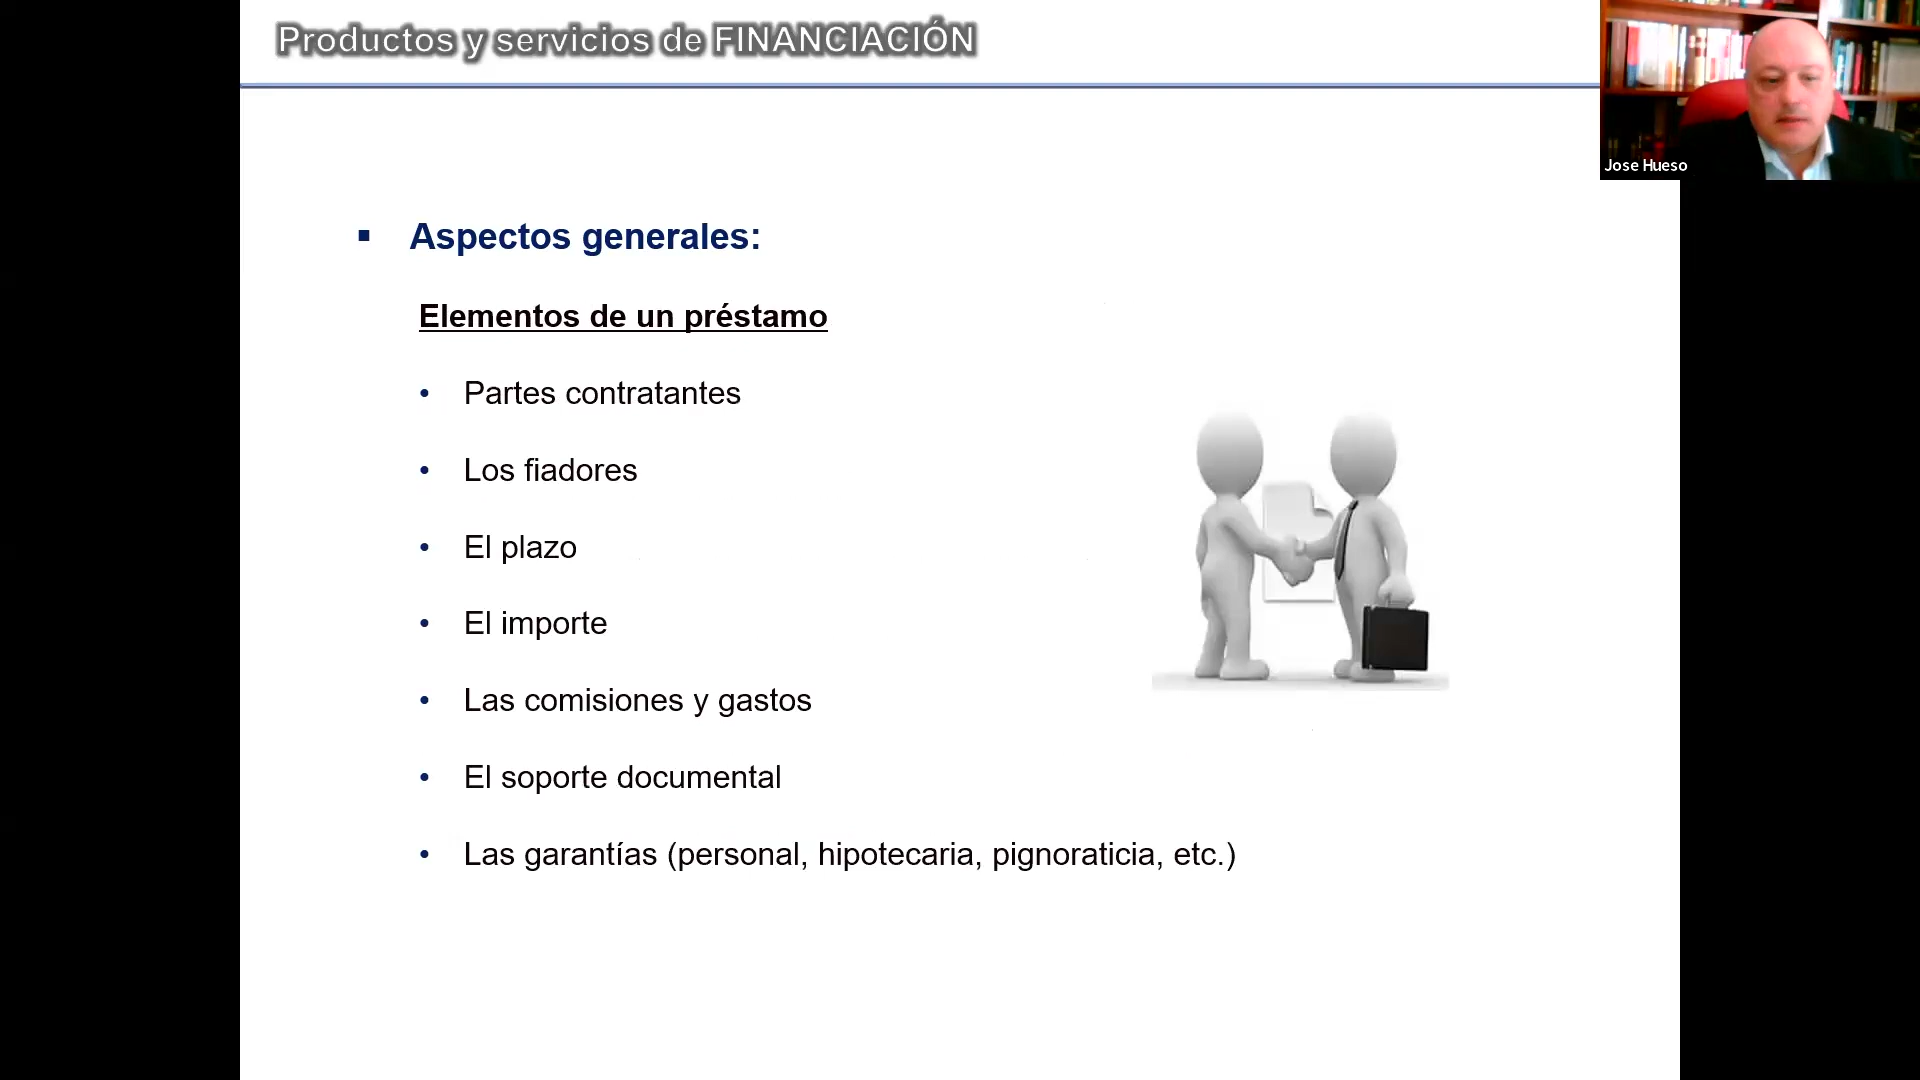 Productos y servicios de FINANCIACIÓN
Jose Hueso
▪ Aspectos generales:
Elementos de un préstamo
• Partes contratantes
• Los fiadores
• El plazo
• El importe
• Las comisiones y gastos
• El soporte documental
• Las garantías (personal, hipotecaria, pignoraticia, etc.)